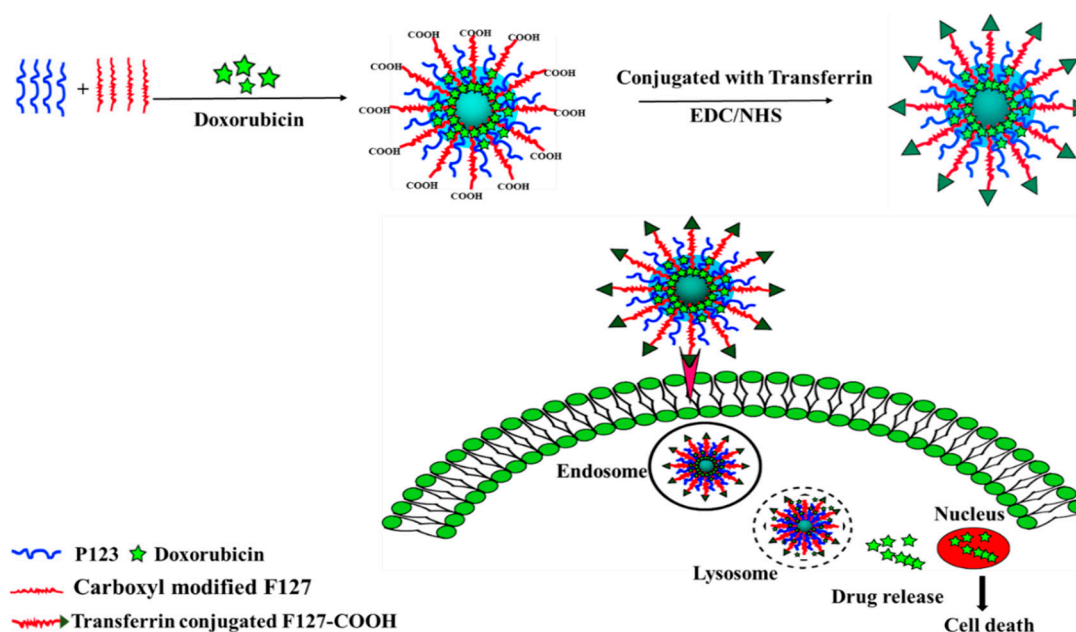 +
Doxorubicin
COOH
COOH
COOH
COOH
COOH
COOH
COOH
COOH
COOH
COOH
COOH
COOH
Conjugated with Transferrin
EDC/NHS
Endosome
Lysosome
Nucleus
Drug release
Cell death
P123
Doxorubicin
Carboxyl modified F127
Transferrin conjugated F127-COOH